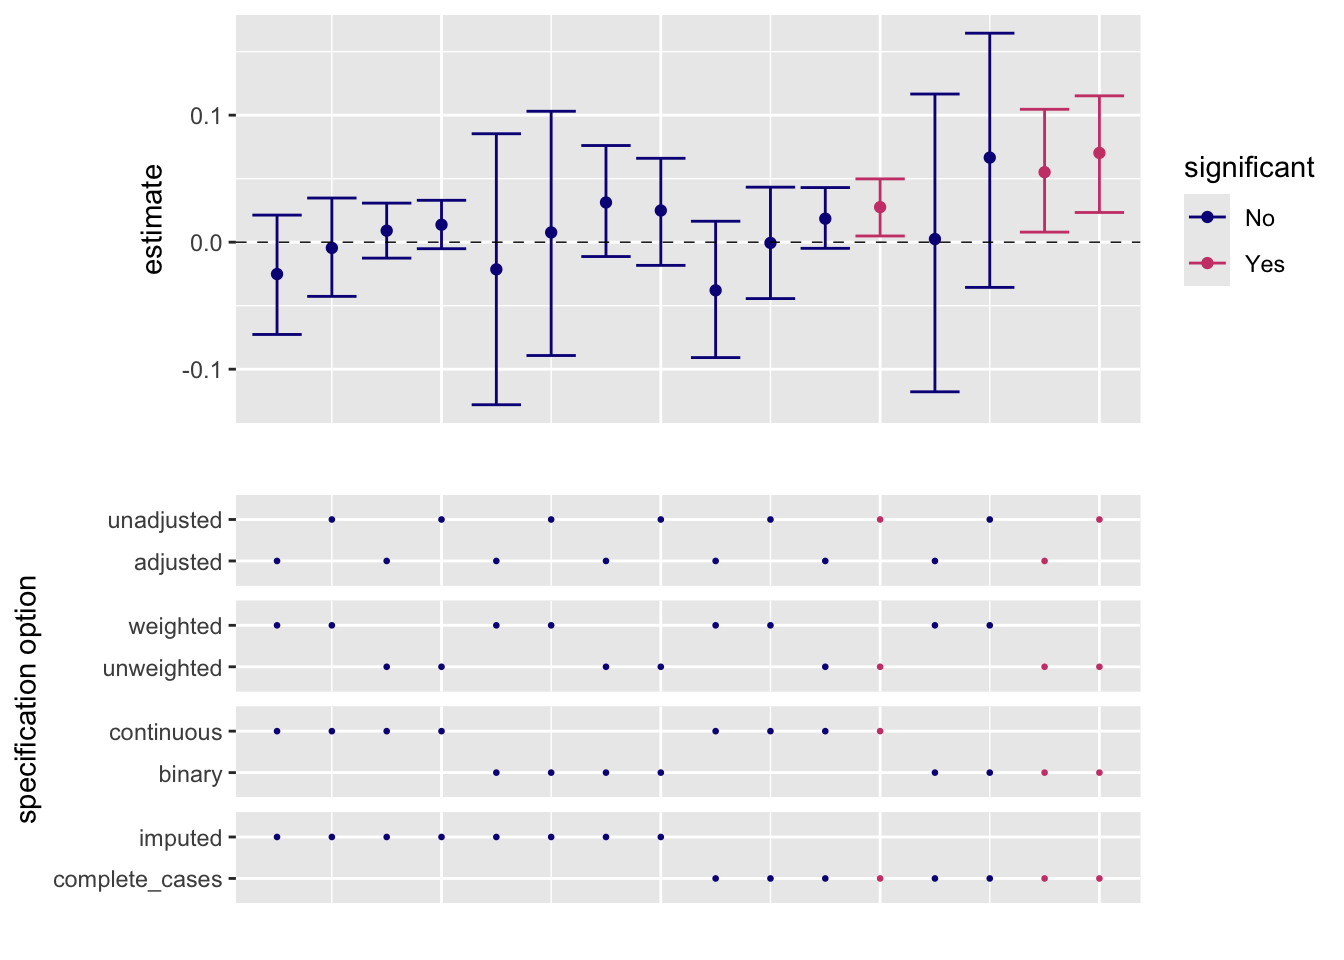 0.1
0.0
-0.1
estimate
significant
No
Yes
unadjusted
adjusted
weighted
unweighted
continuous
binary
imputed
complete_cases
specification option